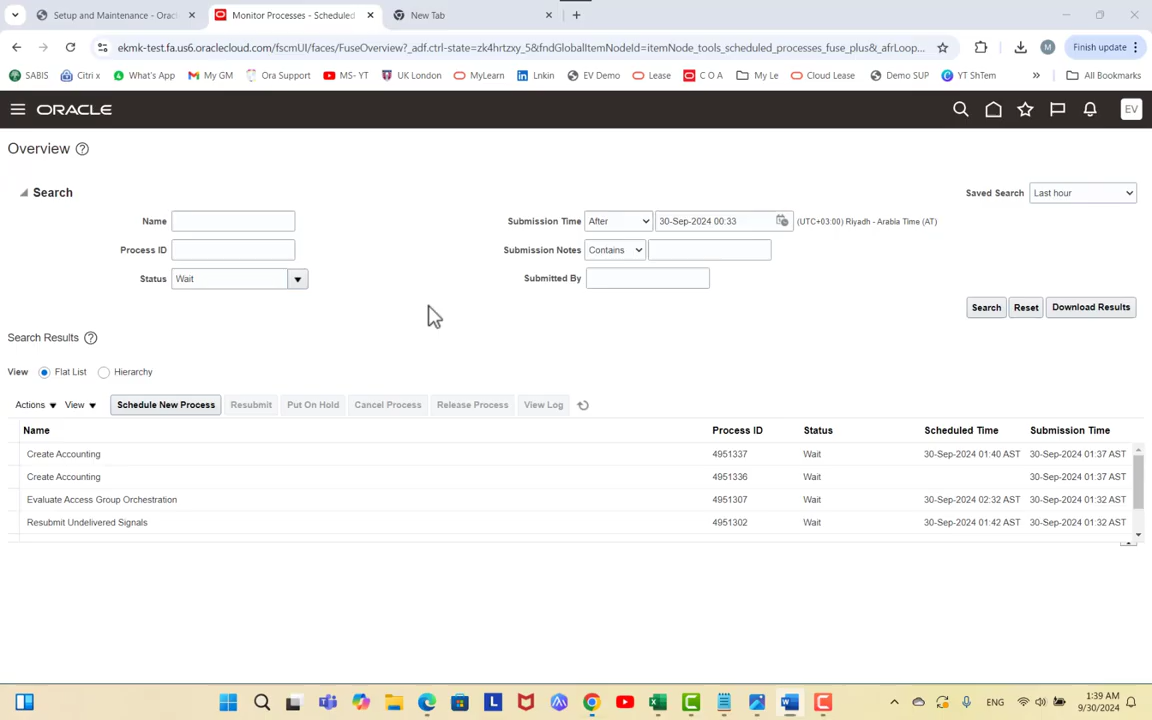 Setup and Maintenance - Orac
Monitor Processes - Scheduled
New Tab
ekmk-test.fa.us6.oraclecloud.com/fscmUI/faces/FuseOverview?_adf.ctrl-state=zk4hrtzxy_5&fndGlobalItemNodeId=itemNode_tools_scheduled_processes_fuse_plus&_afrLoop...
M
Finish update
SABIS
Citri x
What's App
My GM
Ora Support
MS- YT
UK London
MyLearn
Lnkin
EV Demo
Lease
C O A
My Le
Cloud Lease
Demo SUP
YT ShTem
All Bookmarks
ORACLE
EV
Overview
Search
Saved Search Last hour
Name
Submission Time After 30-Sep-2024 00:33 (UTC+03:00) Riyadh - Arabia Time (AT)
Process ID
Submission Notes Contains
Status Wait
Submitted By
Search Reset Download Results
Search Results
View Flat List Hierarchy
Actions View Schedule New Process Resubmit Put On Hold Cancel Process Release Process View Log
Name Process ID Status Scheduled Time Submission Time
Create Accounting 4951337 Wait 30-Sep-2024 01:40 AST 30-Sep-2024 01:37 AST
Create Accounting 4951336 Wait 30-Sep-2024 01:37 AST
Evaluate Access Group Orchestration 4951307 Wait 30-Sep-2024 02:32 AST 30-Sep-2024 01:32 AST
Resubmit Undelivered Signals 4951302 Wait 30-Sep-2024 01:42 AST 30-Sep-2024 01:32 AST
ENG
1:39 AM
9/30/2024